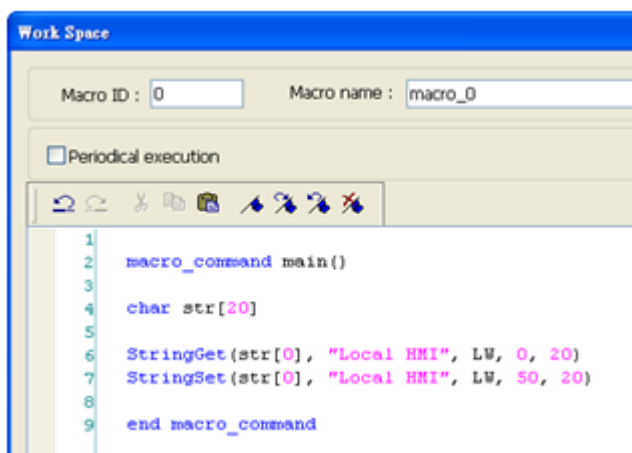 Work Space
Macro ID : 0 Macro name : macro_0
Periodical execution
1
2 macro_command main()
3
4 char str[20]
5
6 StringGet(str[0], "Local HMI", LW, 0, 20)
7 StringSet(str[0], "Local HMI", LW, 50, 20)
8
9 end macro_command